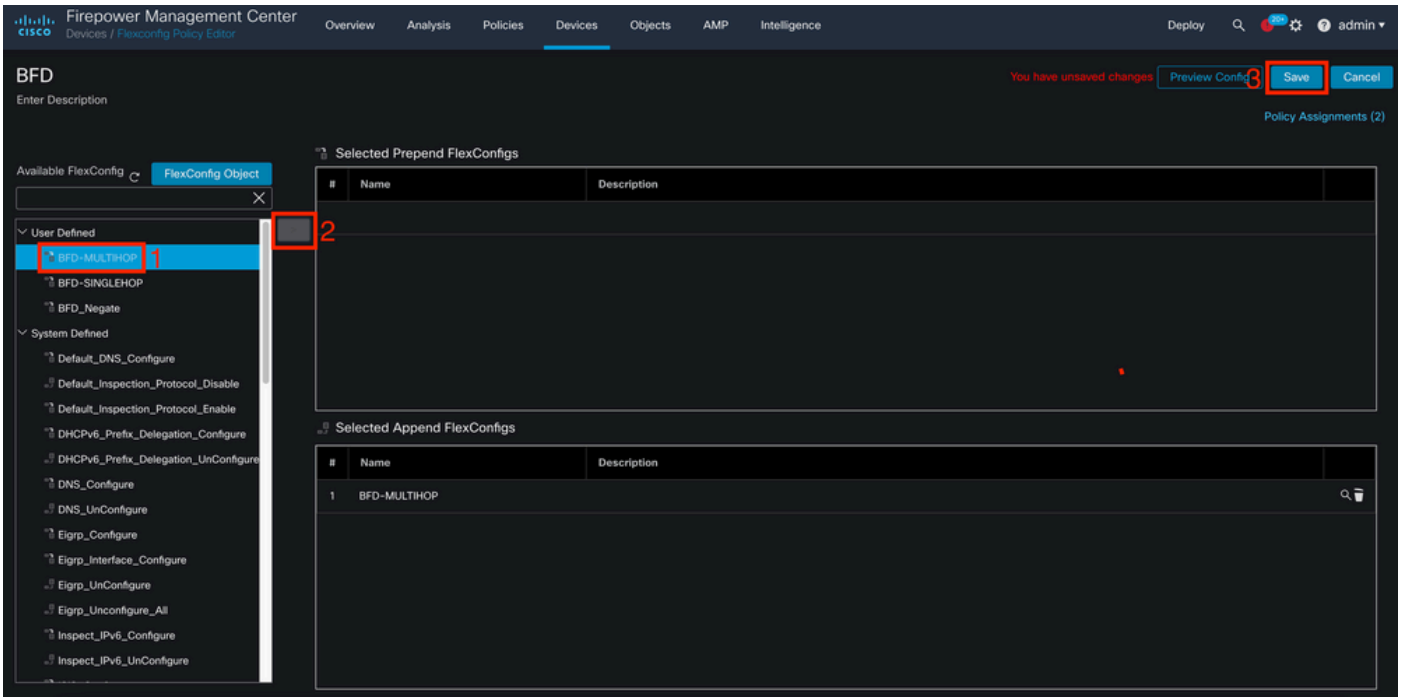 Firepower Management Center
CISCO Devices / Flexconfig Policy Editor
Overview Analysis Policies Devices Objects AMP Intelligence Deploy 20+ admin
BFD
Enter Description
You have unsaved changes Preview Config 3 Save Cancel
Policy Assignments (2)
Available FlexConfig FlexConfig Object
User Defined
BFD-MULTIHOP 1
2
BFD-SINGLEHOP
BFD_Negate
System Defined
Default_DNS_Configure
Default_Inspection_Protocol_Disable
Default_Inspection_Protocol_Enable
DHCPv6_Prefix_Delegation_Configure
DHCPv6_Prefix_Delegation_UnConfigure
DNS_Configure
DNS_UnConfigure
Eigrp_Configure
Eigrp_Interface_Configure
Eigrp_UnConfigure
Eigrp_Unconfigure_All
Inspect_IPv6_Configure
Inspect_IPv6_UnConfigure
Selected Prepend FlexConfigs
# Name Description
Selected Append FlexConfigs
# Name Description
1 BFD-MULTIHOP